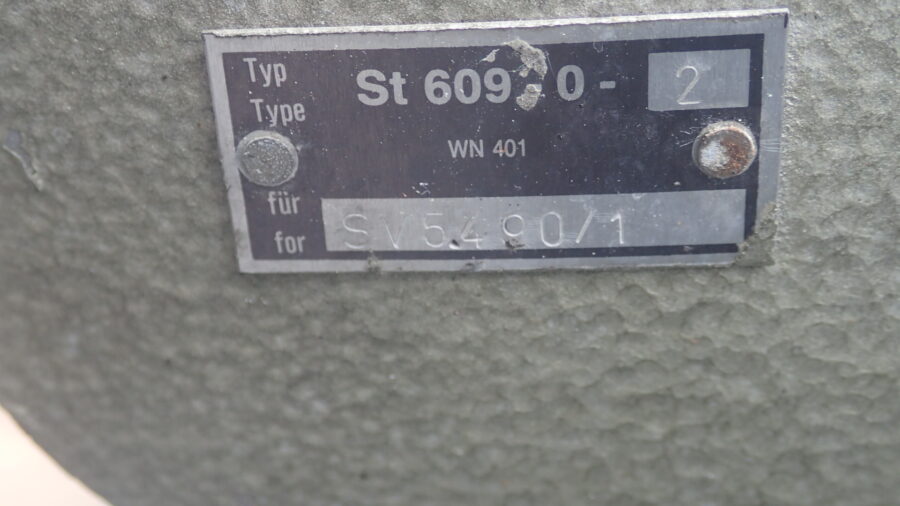 Typ
Type
St 609 0 - 2
WN 401
für
for
SV5490/1